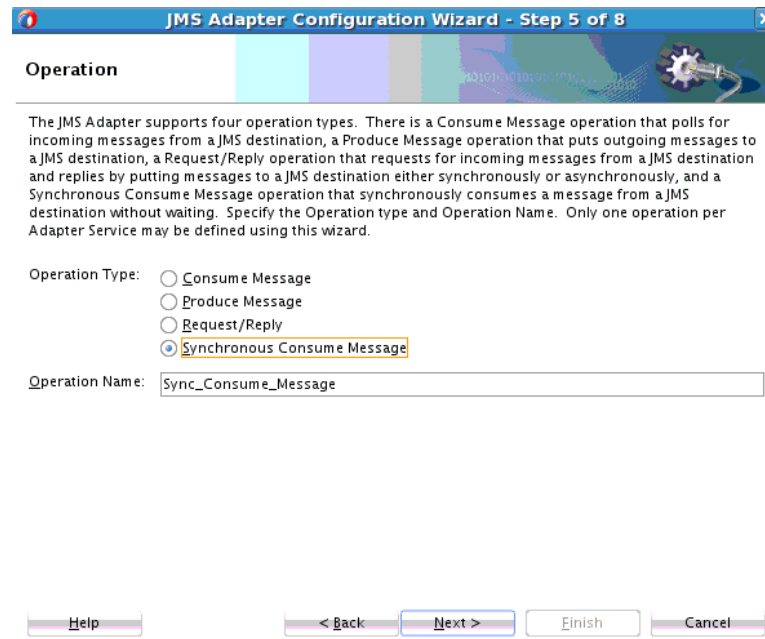 JMS Adapter Configuration Wizard - Step 5 of 8
Operation
The JMS Adapter supports four operation types. There is a Consume Message operation that polls for
incoming messages from a JMS destination, a Produce Message operation that puts outgoing messages to
a JMS destination, a Request/Reply operation that requests for incoming messages from a JMS destination
and replies by putting messages to a JMS destination either synchronously or asynchronously, and a
Synchronous Consume Message operation that synchronously consumes a message from a JMS
destination without waiting. Specify the Operation type and Operation Name. Only one operation per
Adapter Service may be defined using this wizard.
Operation Type:
Consume Message
Produce Message
Request/Reply
Synchronous Consume Message
Operation Name: Sync_Consume_Message
Help < Back Next > Finish Cancel